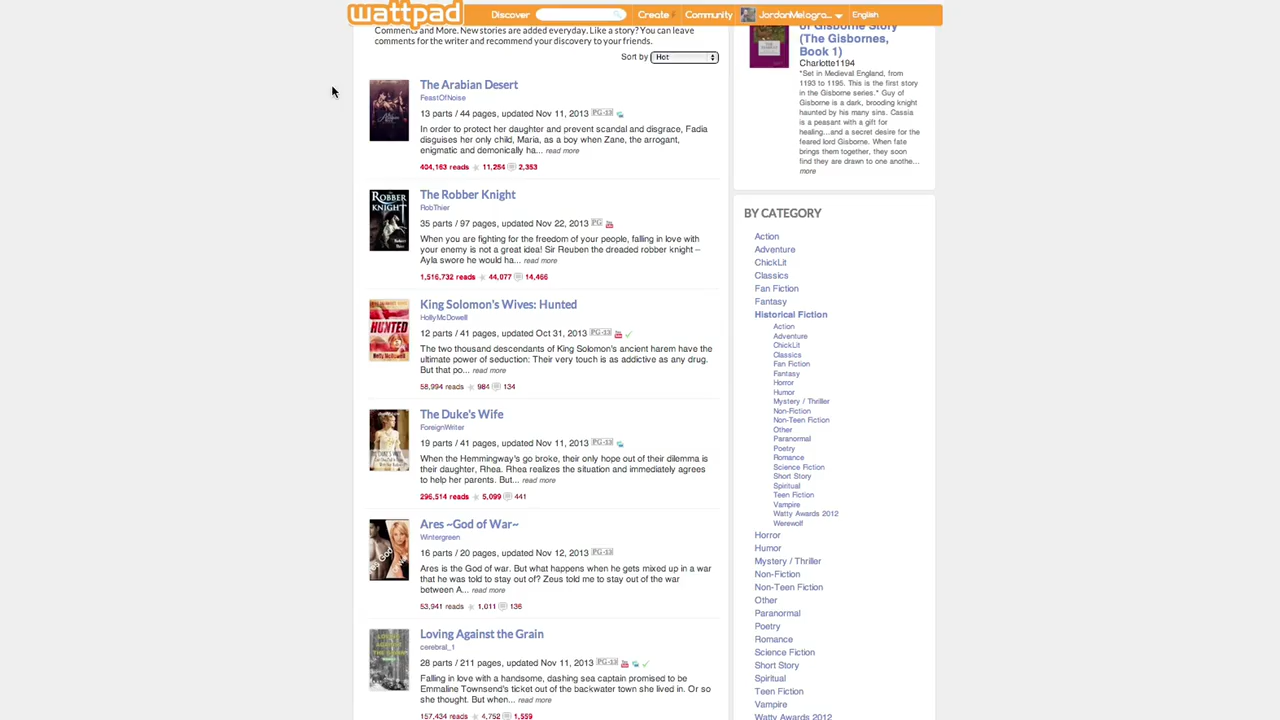 wattpad
Discover
Create
Community
JordanMelogra...
English
Comments and More. New stories are added everyday. Like a story? You can leave
comments for the writer and recommend your discovery to your friends.
Sort by Hot
The Arabian Desert
FeastOfNoise
13 parts / 44 pages, updated Nov 11, 2013 PG-13
In order to protect her daughter and prevent scandal and disgrace, Fadia
disguises her only child, Maria, as a boy when Zane, the arrogant,
enigmatic and demonically ha... read more
404,163 reads 11,254 2,353
The Robber Knight
RobThier
35 parts / 97 pages, updated Nov 22, 2013 PG
When you are fighting for the freedom of your people, falling in love with
your enemy is not a great idea! Sir Reuben the dreaded robber knight –
Ayla swore he would ha... read more
1,516,732 reads 44,077 14,466
King Solomon's Wives: Hunted
HollyMcDowell
12 parts / 41 pages, updated Oct 31, 2013 PG-13
The two thousand descendants of King Solomon's ancient harem have the
ultimate power of seduction: Their very touch is as addictive as any drug.
But that po... read more
58,994 reads 984 134
The Duke's Wife
ForeignWriter
19 parts / 41 pages, updated Nov 11, 2013 PG-13
When the Hemmingway's go broke, their only hope out of their dilemma is
their daughter, Rhea. Rhea realizes the situation and immediately agrees
to help her parents. But... read more
296,514 reads 5,099 441
Ares ~God of War~
Wintergreen
16 parts / 20 pages, updated Nov 12, 2013 PG-13
Ares is the God of war. But what happens when he gets mixed up in a war
that he was told to stay out of? Zeus told me to stay out of the war
between A... read more
53,941 reads 1,011 136
Loving Against the Grain
cerebral_1
28 parts / 211 pages, updated Nov 11, 2013 PG-13
Falling in love with a handsome, dashing sea captain promised to be
Emmaline Townsend's ticket out of the backwater town she lived in. Or so
she thought. But when... read more
157,434 reads 4,752 1,559
ROBBER
KNIGHT
HUNTED
of Gisborne Story
(The Gisbornes,
Book 1)
Charlotte1194
*Set in Medieval England, from
1193 to 1195. This is the first story
in the Gisborne series.* Guy of
Gisborne is a dark, brooding knight
haunted by his many sins. Cassia
is a peasant with a gift for
healing...and a secret desire for the
feared lord Gisborne. When fate
brings them together, they soon
find they are drawn to one anothe...
more
BY CATEGORY
Action
Adventure
ChickLit
Classics
Fan Fiction
Fantasy
Historical Fiction
Action
Adventure
ChickLit
Classics
Fan Fiction
Fantasy
Horror
Humor
Mystery / Thriller
Non-Fiction
Non-Teen Fiction
Other
Paranormal
Poetry
Romance
Science Fiction
Short Story
Spiritual
Teen Fiction
Vampire
Watty Awards 2012
Werewolf
Horror
Humor
Mystery / Thriller
Non-Fiction
Non-Teen Fiction
Other
Paranormal
Poetry
Romance
Science Fiction
Short Story
Spiritual
Teen Fiction
Vampire
Watty Awards 2012